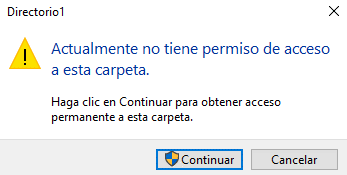 Directorio1
Actualmente no tiene permiso de acceso
a esta carpeta.
Haga clic en Continuar para obtener acceso
permanente a esta carpeta.
Continuar
Cancelar